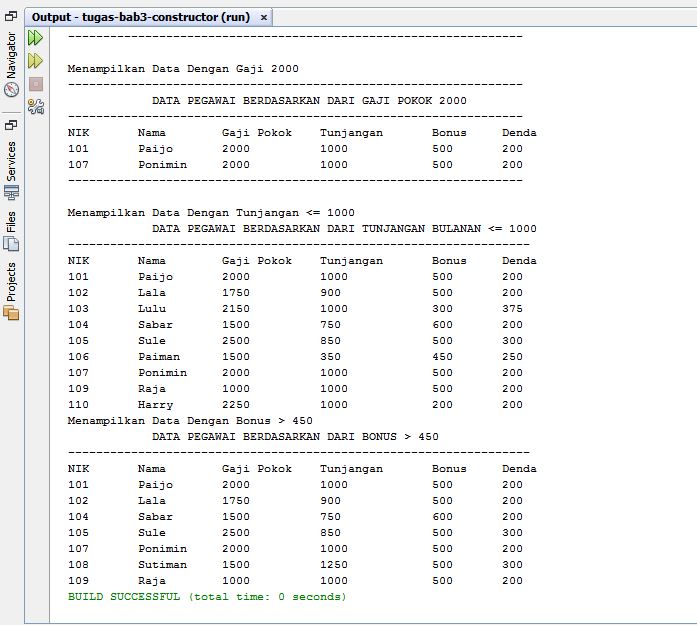 Output - tugas-bab3-constructor (run) ×
Navigator
Services
Files
Projects
-----------------------------------------------------------------
Menampilkan Data Dengan Gaji 2000
-----------------------------------------------------------------
DATA PEGAWAI BERDASARKAN DARI GAJI POKOK 2000
-----------------------------------------------------------------
NIK Nama Gaji Pokok Tunjangan Bonus Denda
101 Paijo 2000 1000 500 200
107 Ponimin 2000 1000 500 200
-----------------------------------------------------------------
Menampilkan Data Dengan Tunjangan <= 1000
DATA PEGAWAI BERDASARKAN DARI TUNJANGAN BULANAN <= 1000
------------------------------------------------------------------
NIK Nama Gaji Pokok Tunjangan Bonus Denda
101 Paijo 2000 1000 500 200
102 Lala 1750 900 500 200
103 Lulu 2150 1000 300 375
104 Sabar 1500 750 600 200
105 Sule 2500 850 500 300
106 Paiman 1500 350 450 250
107 Ponimin 2000 1000 500 200
109 Raja 1000 1000 500 200
110 Harry 2250 1000 200 200
Menampilkan Data Dengan Bonus > 450
DATA PEGAWAI BERDASARKAN DARI BONUS > 450
------------------------------------------------------------------
NIK Nama Gaji Pokok Tunjangan Bonus Denda
101 Paijo 2000 1000 500 200
102 Lala 1750 900 500 200
104 Sabar 1500 750 600 200
105 Sule 2500 850 500 300
107 Ponimin 2000 1000 500 200
108 Sutiman 1500 1250 500 300
109 Raja 1000 1000 500 200
BUILD SUCCESSFUL (total time: 0 seconds)